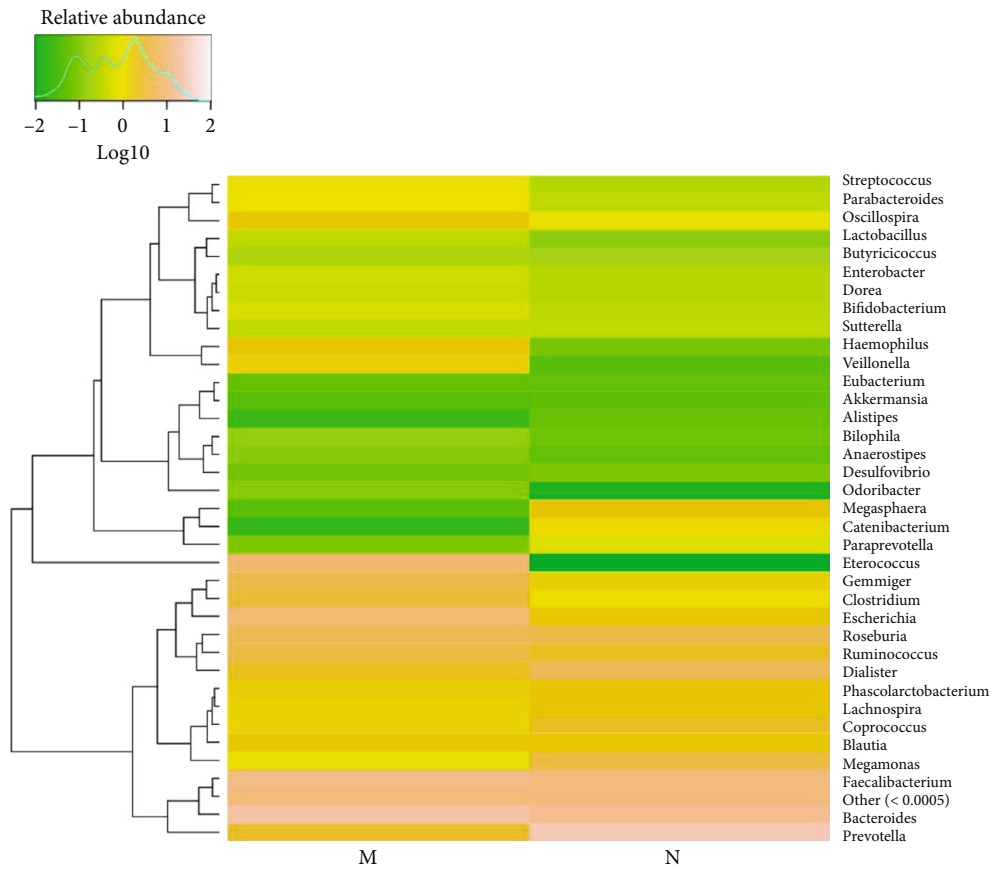 Relative abundance
−2 −1 0 1 2
Log10
Streptococcus
Parabacteroides
Oscillospira
Lactobacillus
Butyricicoccus
Enterobacter
Dorea
Bifidobacterium
Sutterella
Haemophilus
Veillonella
Eubacterium
Akkermansia
Alistipes
Bilophila
Anaerostipes
Desulfovibrio
Odoribacter
Megasphaera
Catenibacterium
Paraprevotella
Eterococcus
Gemmiger
Clostridium
Escherichia
Roseburia
Ruminococcus
Dialister
Phascolarctobacterium
Lachnospira
Coprococcus
Blautia
Megamonas
Faecalibacterium
Other (< 0.0005)
Bacteroides
Prevotella
M N